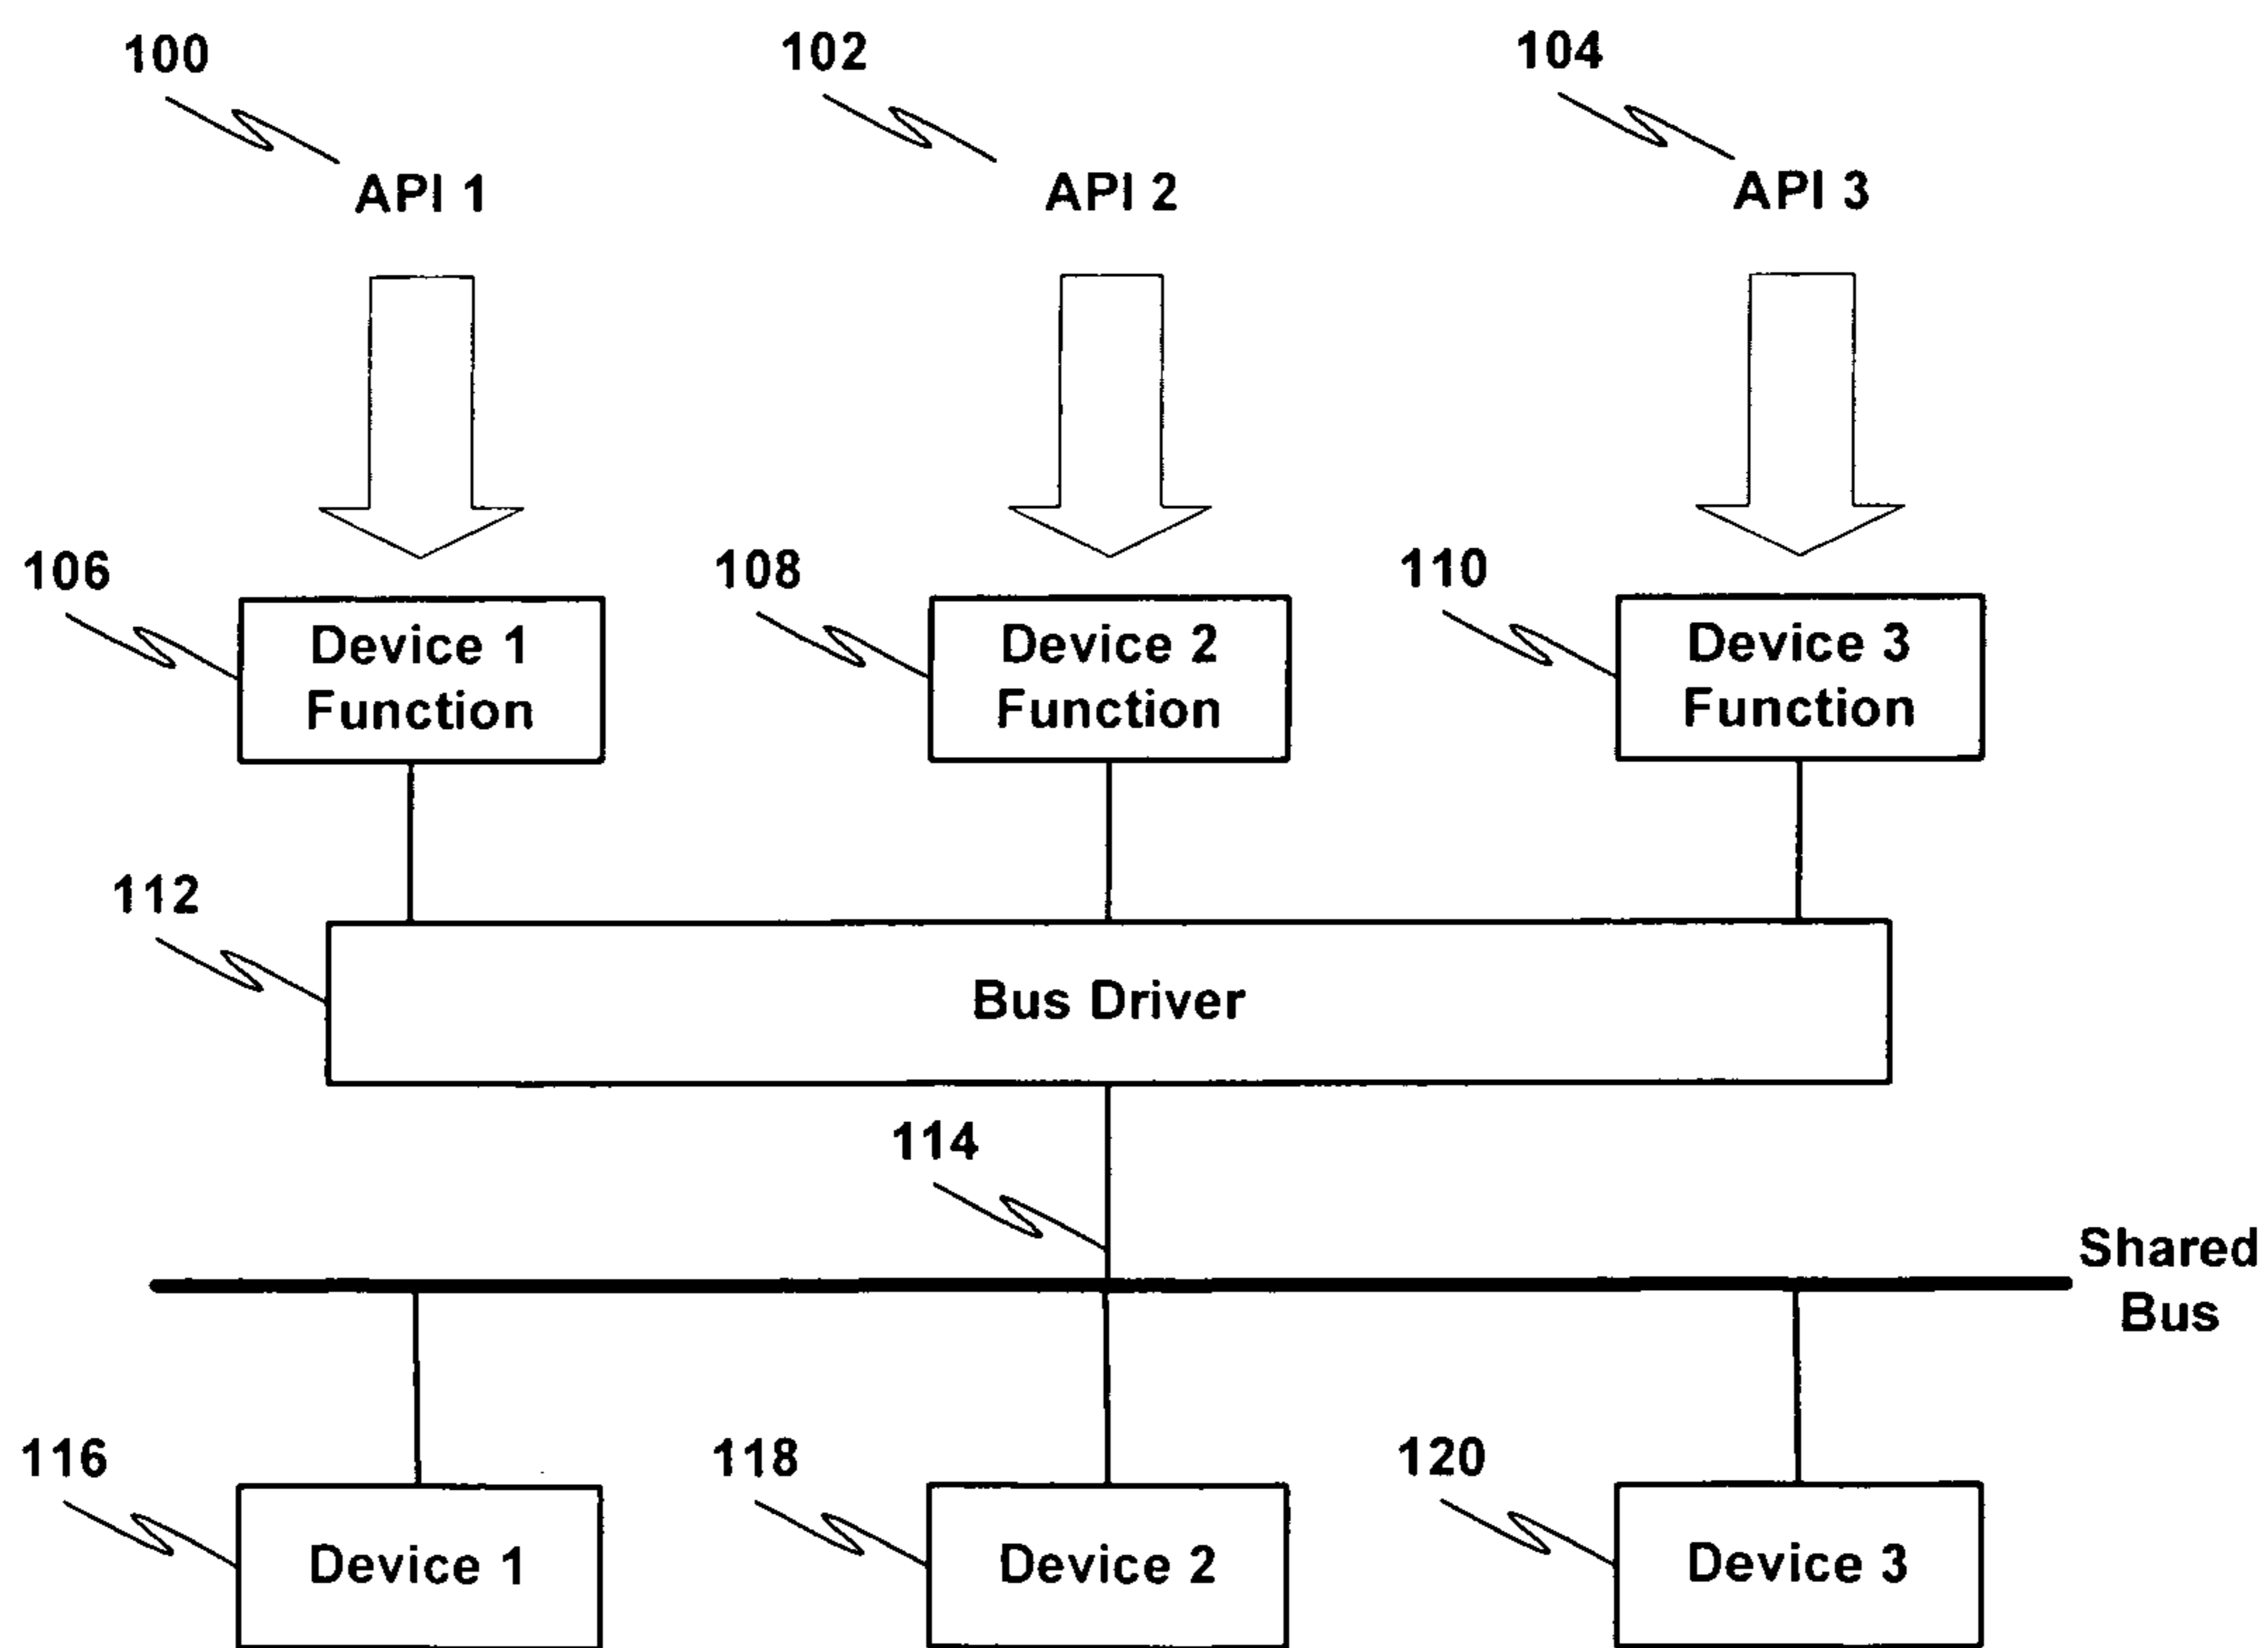 100
102
104
API 1
API 2
API 3
106
108
110
Device 1
Function
Device 2
Function
Device 3
Function
112
Bus Driver
114
Shared
Bus
116
118
120
Device 1
Device 2
Device 3